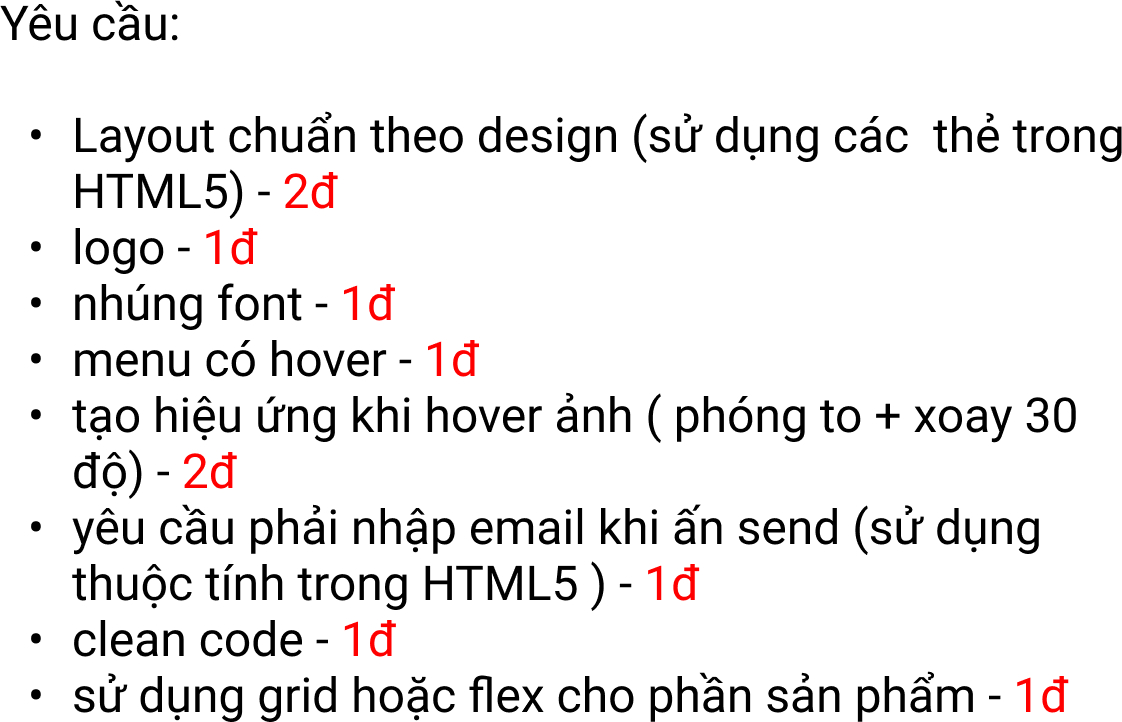 Yêu cầu:
• Layout chuẩn theo design (sử dụng các  thẻ trong
HTML5) - 2đ
• logo - 1đ
• nhúng font - 1đ
• menu có hover - 1đ
• tạo hiệu ứng khi hover ảnh ( phóng to + xoay 30
độ) - 2đ
• yêu cầu phải nhập email khi ấn send (sử dụng
thuộc tính trong HTML5 ) - 1đ
• clean code - 1đ
• sử dụng grid hoặc flex cho phần sản phẩm - 1đ